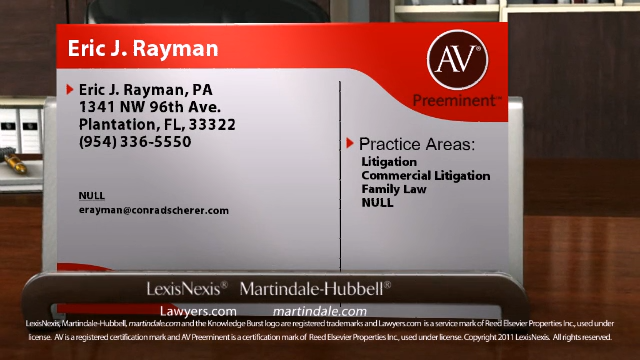 Eric J. Rayman
AV®
Preeminent™
Eric J. Rayman, PA
1341 NW 96th Ave.
Plantation, FL, 33322
(954) 336-5550
NULL
erayman@conradscherer.com
Practice Areas:
Litigation
Commercial Litigation
Family Law
NULL
LexisNexis® Martindale-Hubbell®
Lawyers.com martindale.com
LexisNexis, Martindale-Hubbell, martindale.com and the Knowledge Burst logo are registered trademarks and Lawyers.com is a service mark of Reed Elsevier Properties Inc., used under
license. AV is a registered certification mark and AV Preeminent is a certification mark of Reed Elsevier Properties Inc., used under license. Copyright 2011 LexisNexis. All rights reserved.